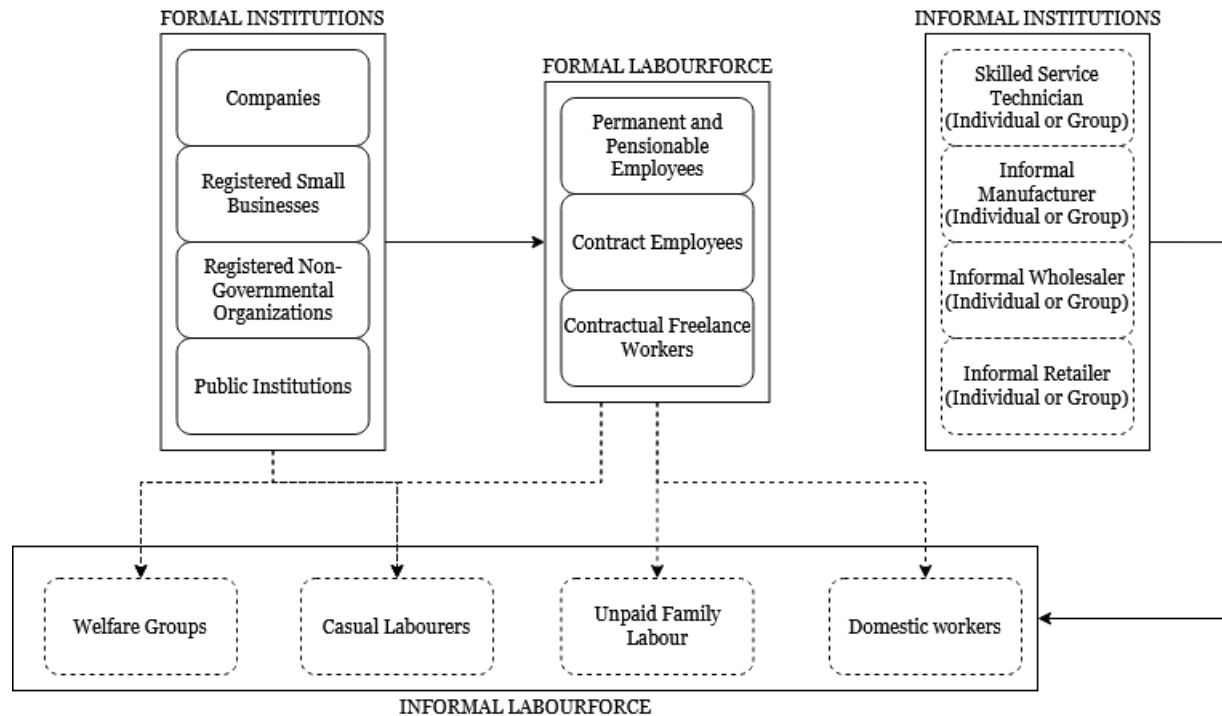 FORMAL INSTITUTIONS
Companies
Registered Small
Businesses
Registered Non-
Governmental
Organizations
Public Institutions
FORMAL LABOURFORCE
Permanent and
Pensionable
Employees
Contract Employees
Contractual Freelance
Workers
INFORMAL INSTITUTIONS
Skilled Service
Technician
(Individual or Group)
Informal
Manufacturer
(Individual or Group)
Informal Wholesaler
(Individual or Group)
Informal Retailer
(Individual or Group)
Welfare Groups
Casual Labourers
Unpaid Family
Labour
Domestic workers
INFORMAL LABOURFORCE